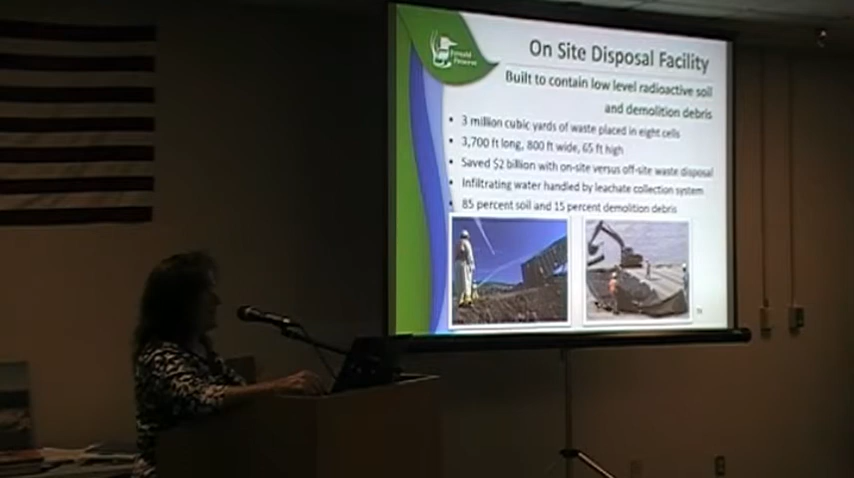 Fernald
Preserve
On Site Disposal Facility
Built to contain low level radioactive soil
and demolition debris
• 3 million cubic yards of waste placed in eight cells
• 3,700 ft long, 800 ft wide, 65 ft high
• Saved $2 billion with on-site versus off-site waste disposal
• Infiltrating water handled by leachate collection system
• 85 percent soil and 15 percent demolition debris